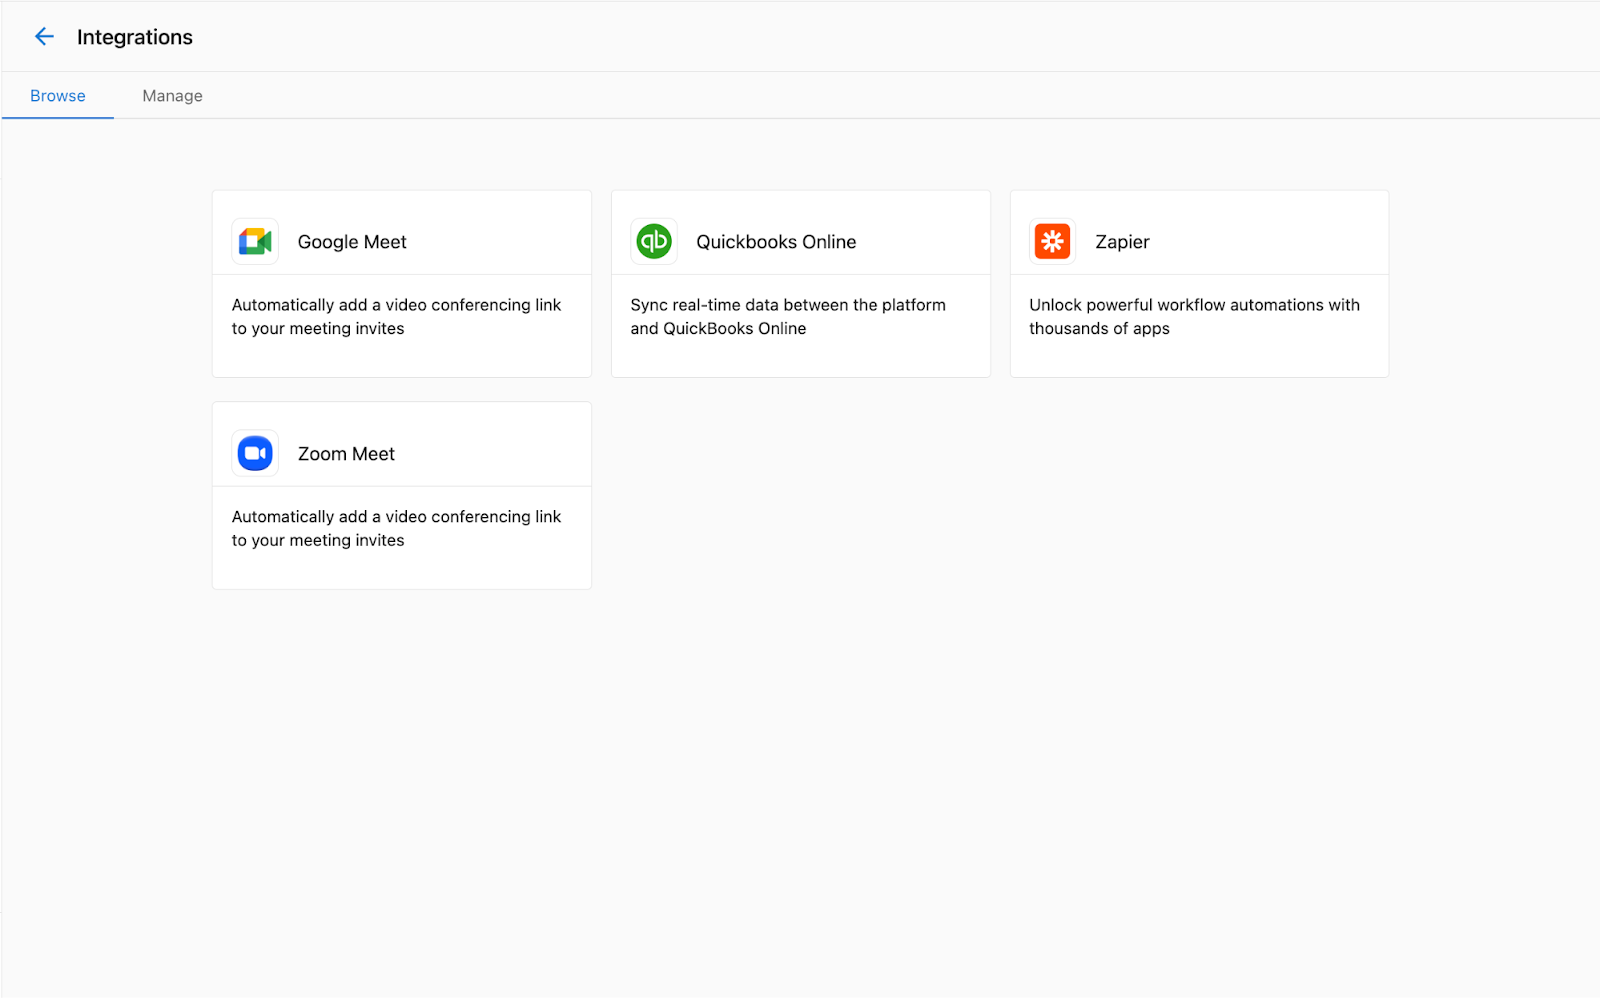 Integrations
Browse
Manage
Google Meet
Automatically add a video conferencing link
to your meeting invites
qb
Quickbooks Online
Sync real-time data between the platform
and QuickBooks Online
Zapier
Unlock powerful workflow automations with
thousands of apps
Zoom Meet
Automatically add a video conferencing link
to your meeting invites